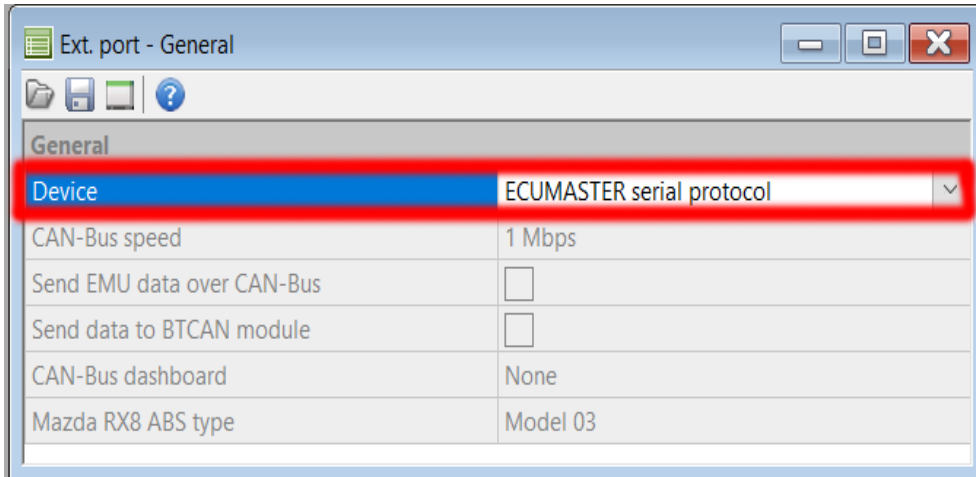 Ext. port - General
General
Device ECUMASTER serial protocol
CAN-Bus speed 1 Mbps
Send EMU data over CAN-Bus
Send data to BTCAN module
CAN-Bus dashboard None
Mazda RX8 ABS type Model 03